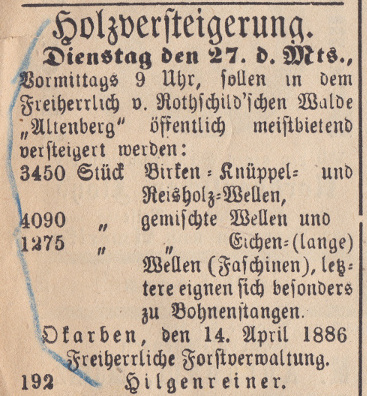 Holzversteigerung.
Dienstag den 27. d. Mts.,
Vormittags 9 Uhr, sollen in dem
Freiherrlich v. Rothschild'schen Walde
„Altenberg“ öffentlich meistbietend
versteigert werden:
3450 Stück Birken-Knüppel- und
Reisholz-Wellen,
4090 „ gemischte Wellen und
1275 „ „ Eichen-(lange)
Wellen (Faschinen), letz-
tere eignen sich besonders
zu Bohnenstangen.
Okarben, den 14. April 1886
Freiherrliche Forstverwaltung.
192 Hilgenreiner.